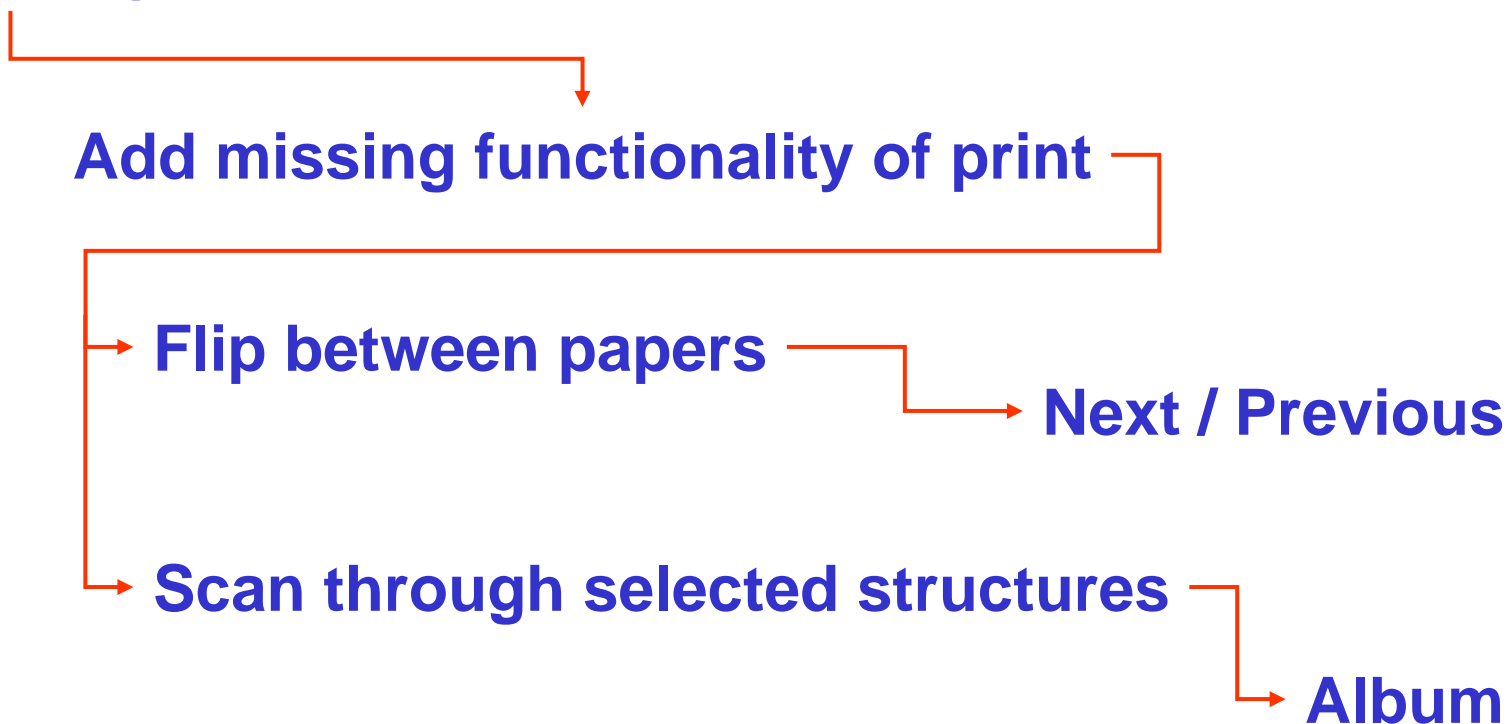 Add missing functionality of print
Flip between papers
Next / Previous
Scan through selected structures
Album